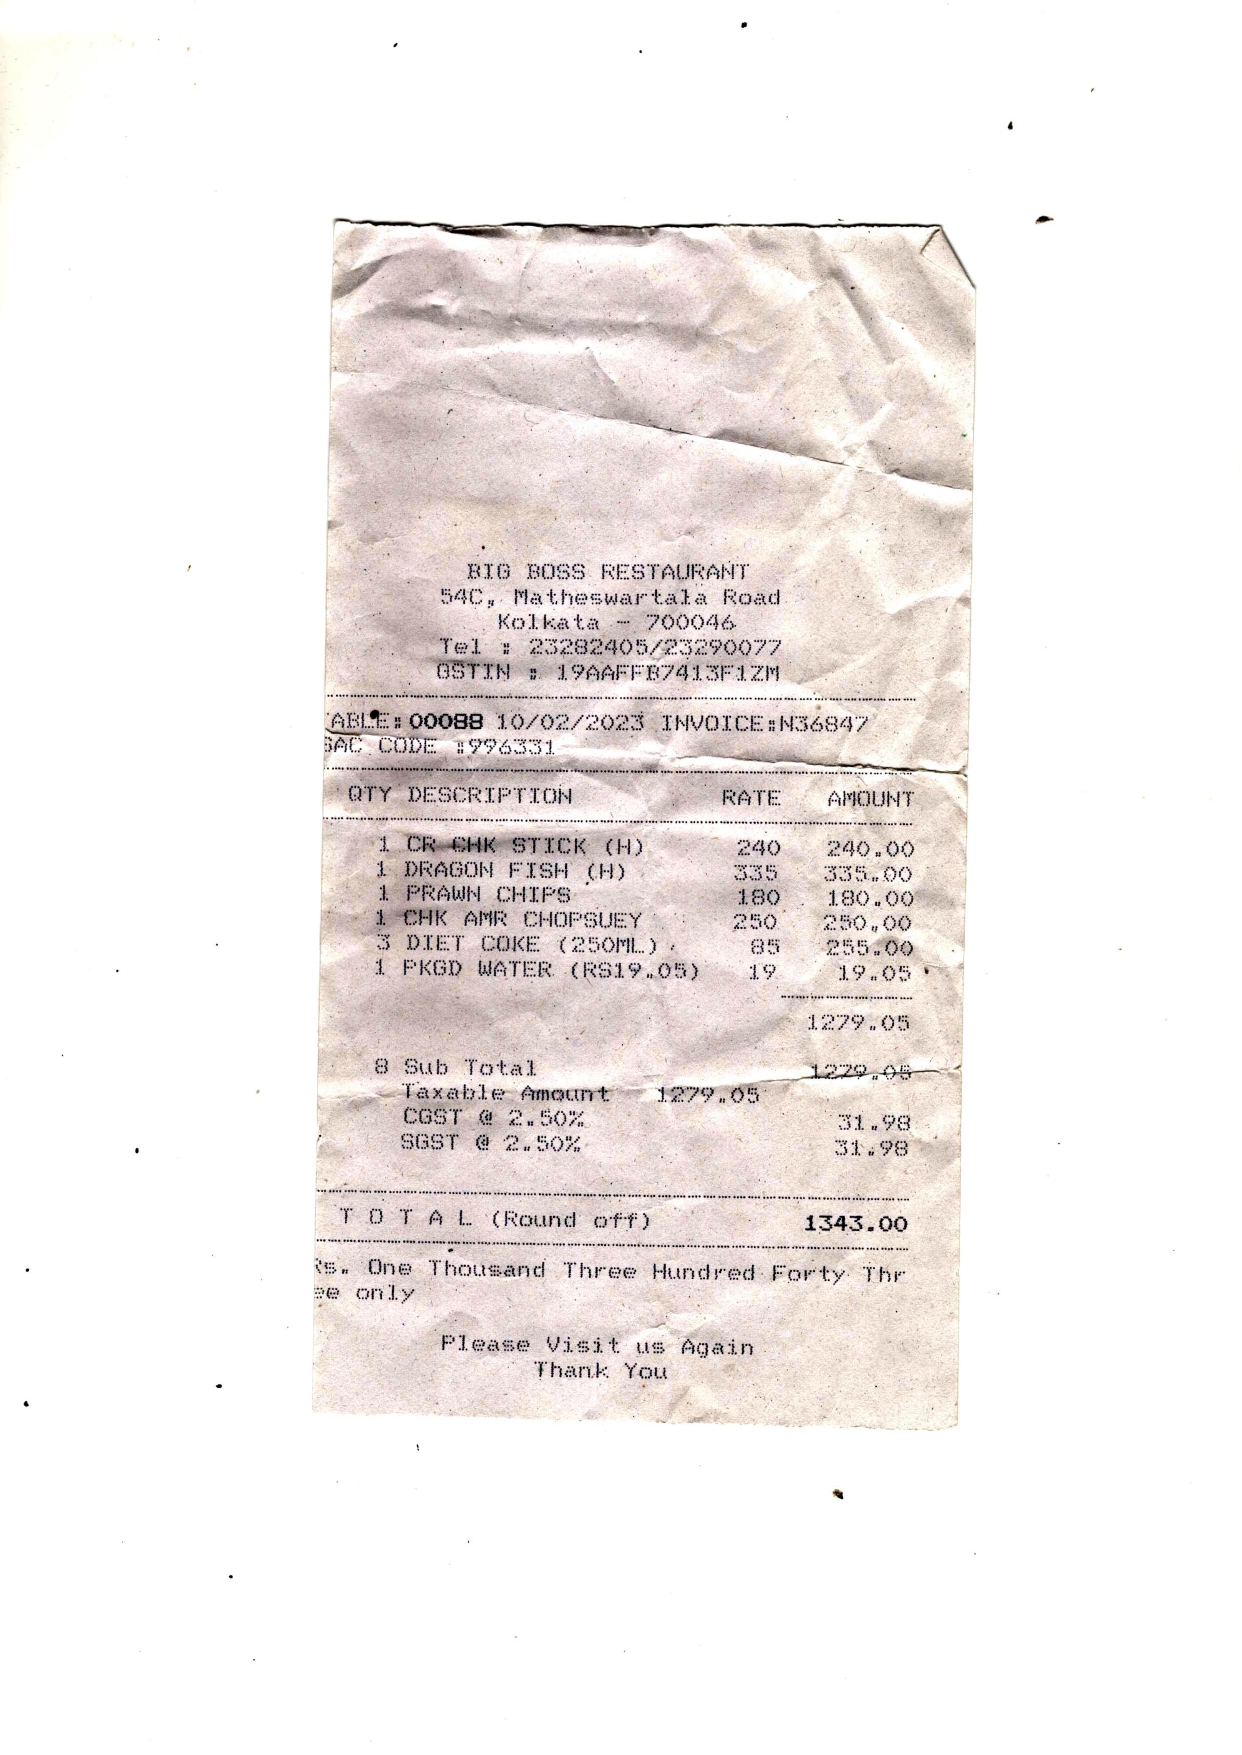 BIG BOSS RESTAURANT
54C, Matheswartala Road
Kolkata - 700046
Tel : 23282405/23290077
GSTIN : 19AAFFB7413F1ZM
ABLE:00088 10/02/2023 INVOICE:N36847
SAC CODE :996331
QTY DESCRIPTION RATE AMOUNT
1 CR CHK STICK (H) 240 240.00
1 DRAGON FISH (H) 335 335.00
1 PRAWN CHIPS 180 180.00
1 CHK AMR CHOPSUEY 250 250.00
3 DIET COKE (250ML) 85 255.00
1 PKGD WATER (RS19.05) 19 19.05
1279.05
8 Sub Total 1279.05
Taxable Amount 1279.05
CGST @ 2.50% 31.98
SGST @ 2.50% 31.98
T O T A L (Round off) 1343.00
Rs. One Thousand Three Hundred Forty Thr
ee only
Please Visit us Again
Thank You